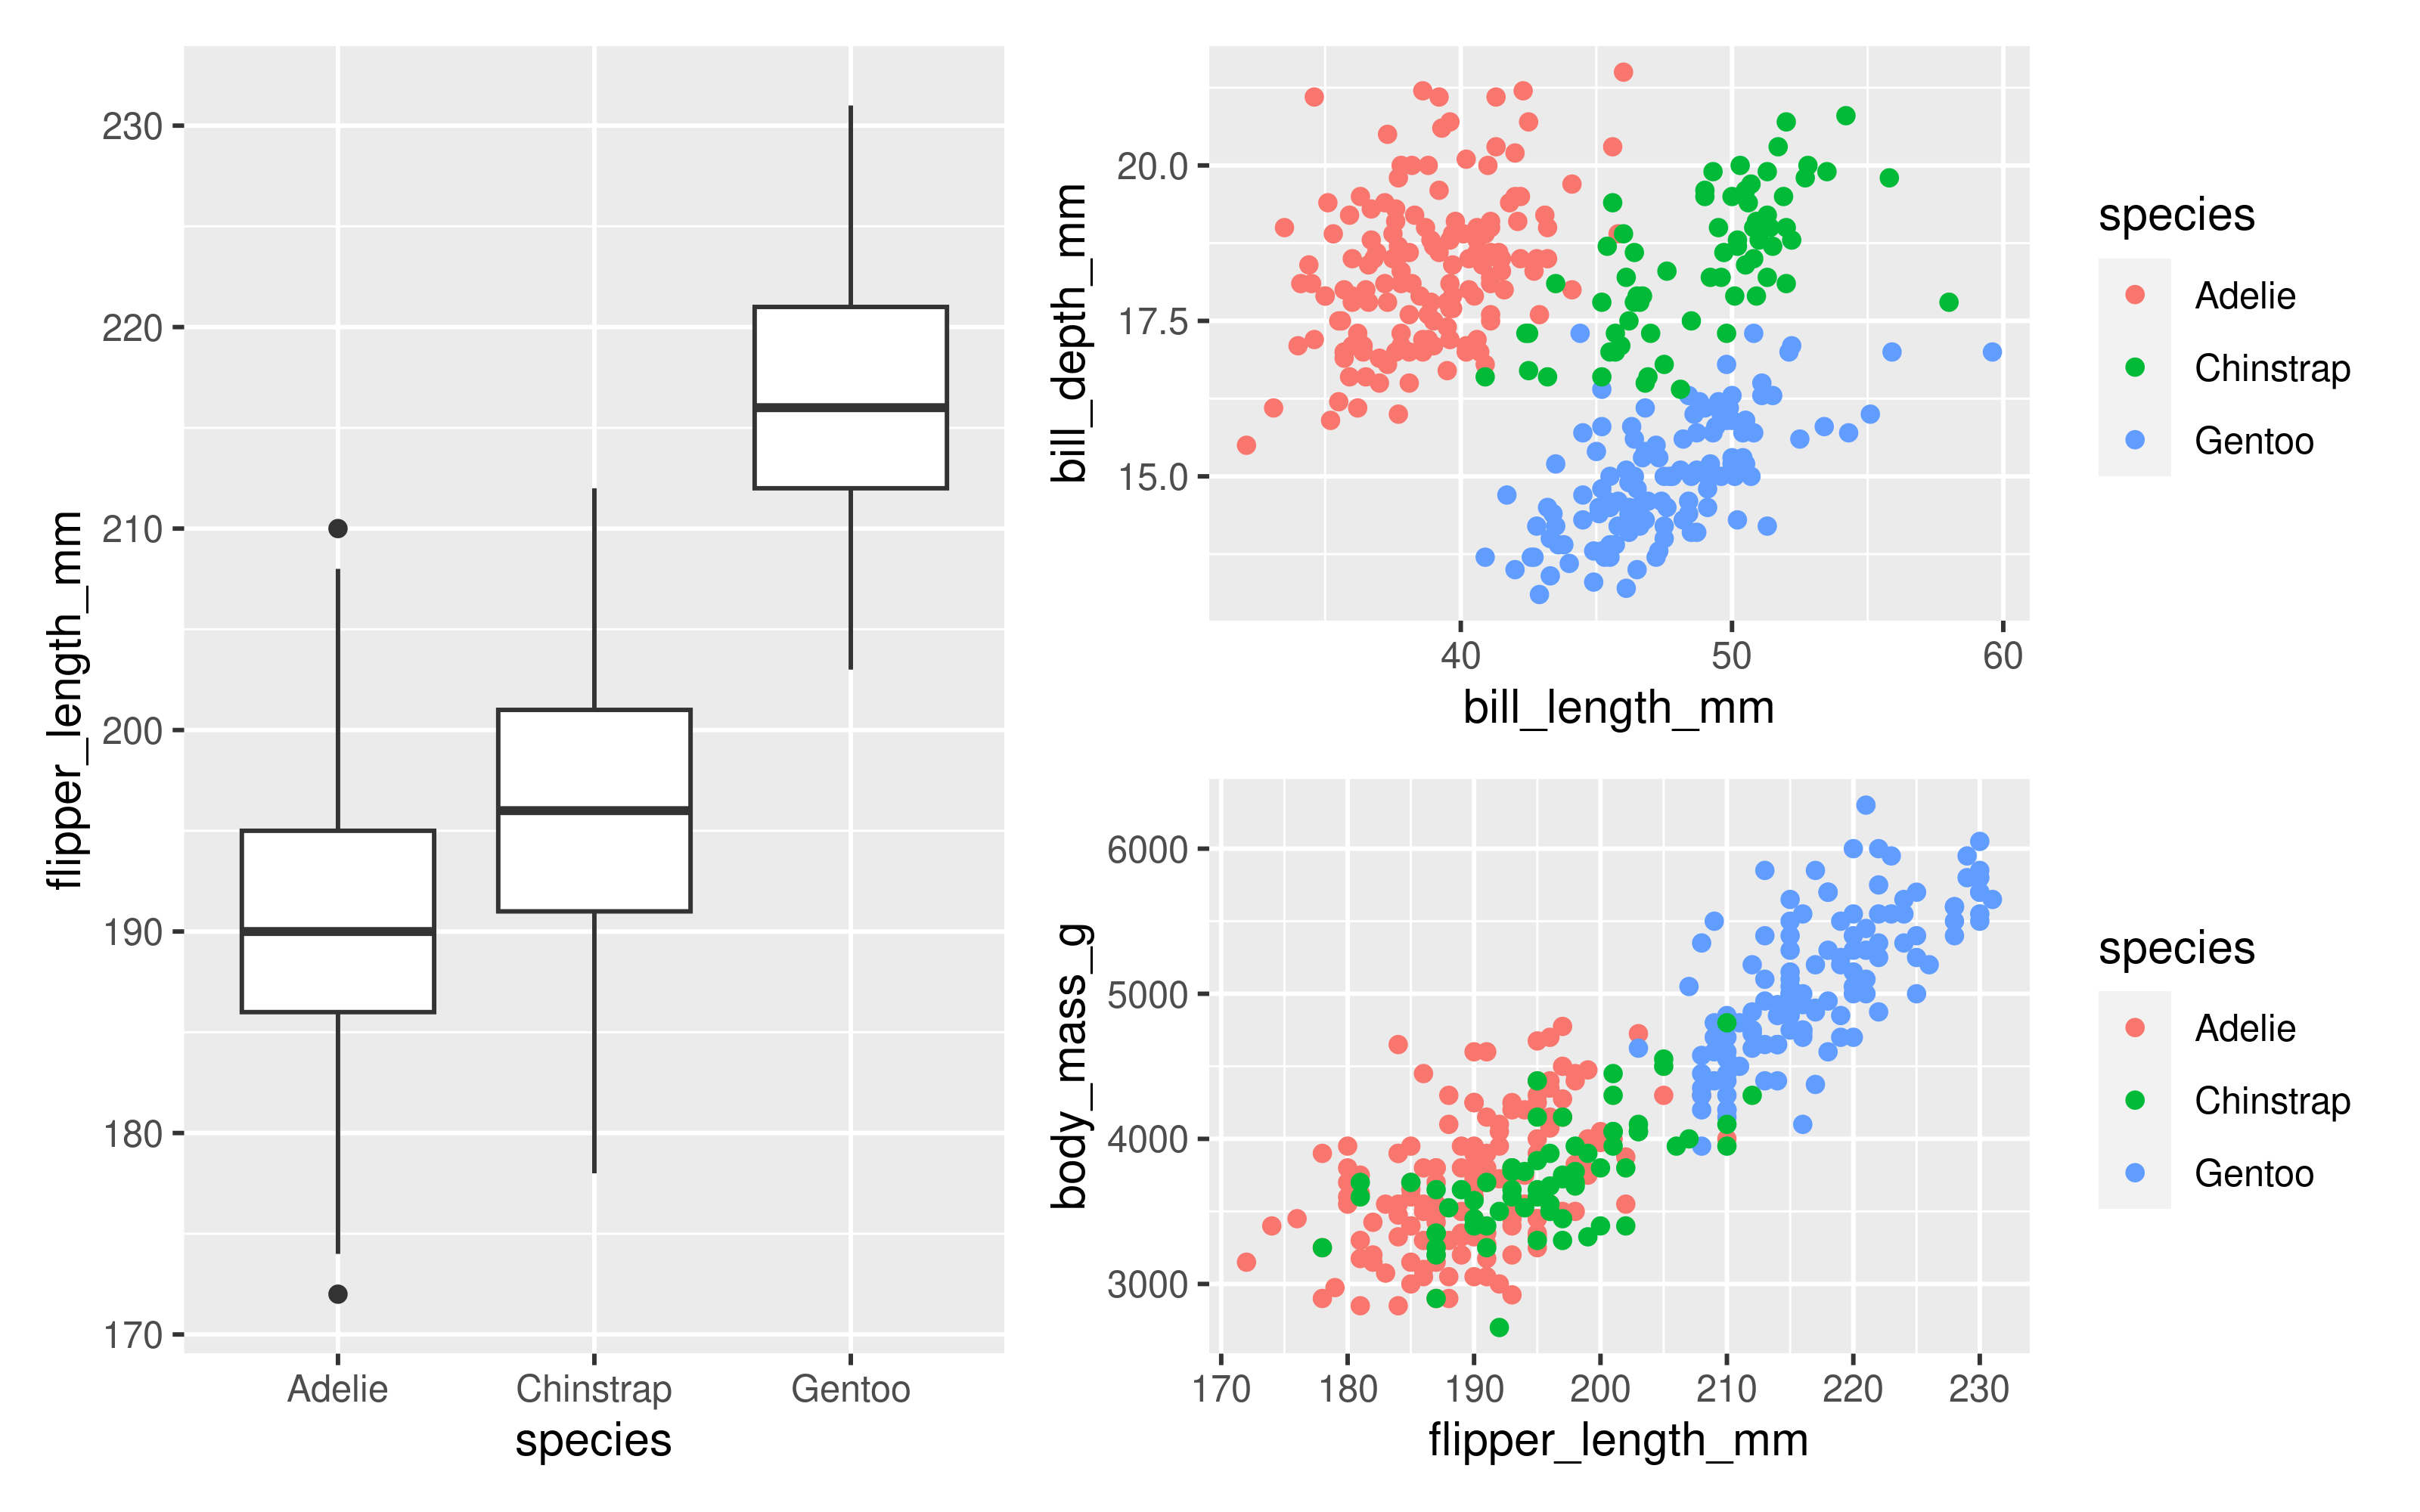 flipper_length_mm
230
220
210
200
190
180
170
Adelie
Chinstrap
Gentoo
species
bill_depth_mm
20.0
17.5
15.0
40
50
60
bill_length_mm
species
Adelie
Chinstrap
Gentoo
body_mass_g
6000
5000
4000
3000
170
180
190
200
210
220
230
flipper_length_mm
species
Adelie
Chinstrap
Gentoo